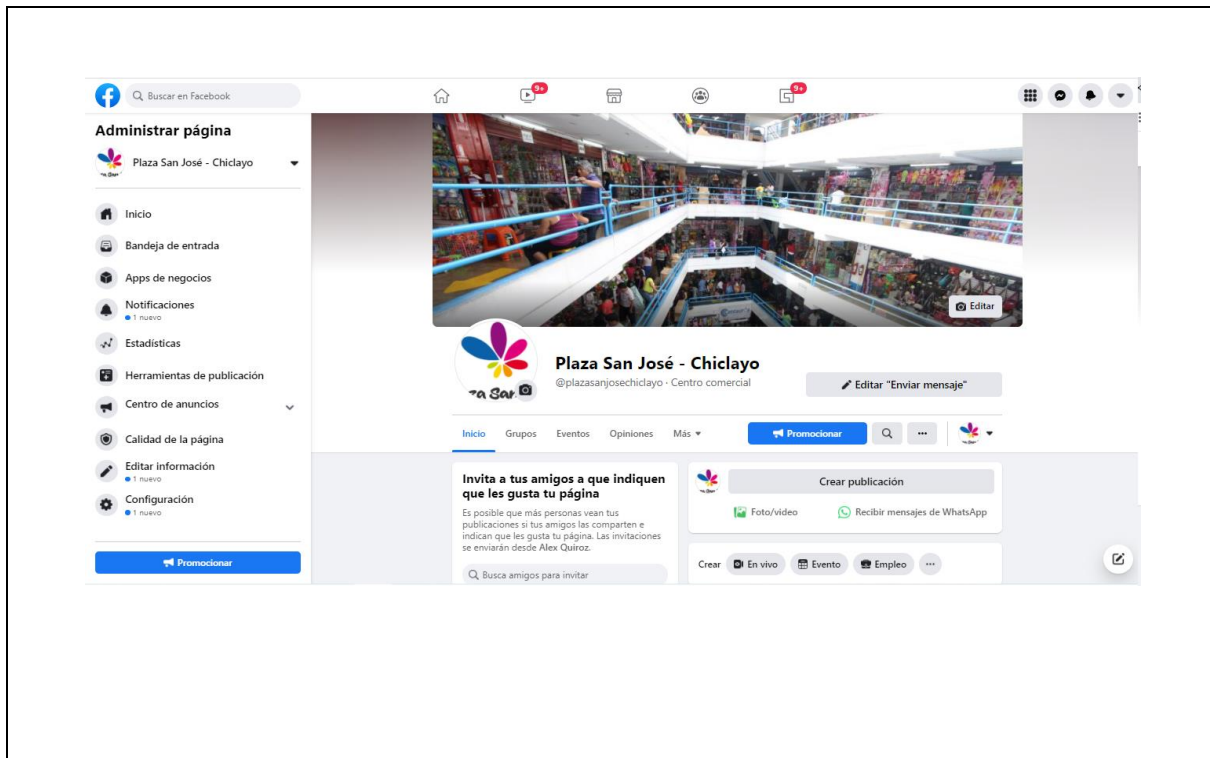 Buscar en Facebook
9+
9+
Administrar página
Plaza San José - Chiclayo
Inicio
Bandeja de entrada
Apps de negocios
Notificaciones
1 nuevo
Estadísticas
Herramientas de publicación
Centro de anuncios
Calidad de la página
Editar información
1 nuevo
Configuración
1 nuevo
Promocionar
Editar
Plaza San José - Chiclayo
@plazasanjosechiclayo · Centro comercial
Editar "Enviar mensaje"
Inicio Grupos Eventos Opiniones Más
Promocionar
Invita a tus amigos a que indiquen
que les gusta tu página
Es posible que más personas vean tus
publicaciones si tus amigos las comparten e
indican que les gusta tu página. Las invitaciones
se enviarán desde Alex Quiroz.
Busca amigos para invitar
Crear publicación
Foto/video Recibir mensajes de WhatsApp
Crear En vivo Evento Empleo